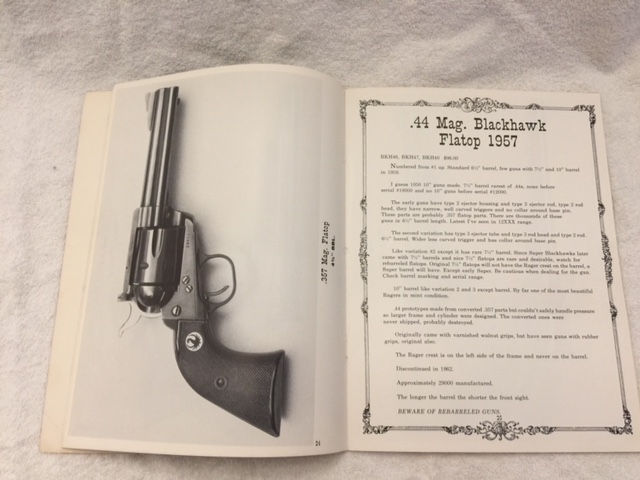 .357 Mag. Flatop
4⅝" BBL.
24
.44 Mag. Blackhawk
Flatop 1957
BKH46, BKH47, BKH40 $96.00
Numbered from #1 up. Standard 6½" barrel, few guns with 7½" and 10" barrel
in 1959.
I guess 1050 10" guns made. 7½" barrel rarest of .44s, none before
serial #14000 and no 10" guns before serial #12000.
The early guns have type 2 ejector housing and type 2 ejector rod, type 2 rod
head, they have narrow, well curved triggers and no collar around base pin.
These parts are probably .357 flatop parts. There are thousands of these
guns in 6½" barrel length. Latest I've seen is 12XXX range.
The second variation has type 3 ejector tube and type 3 rod head and type 2 rod.
6½" barrel. Wider less curved trigger and has collar around base pin.
Like variation #2 except it has rare 7½" barrel. Since Super Blackhawks later
came with 7½" barrels and nice 7½" flatops are rare and desirable, watch for
rebarreled flatops. Original 7½" flatops will not have the Ruger crest on the barrel, a
Super barrel will have. Except early Super. Be cautious when dealing for the gun.
Check barrel marking and serial range.
10" barrel like variation 2 and 3 except barrel. By far one of the most beautiful
Rugers in mint condition.
At prototypes made from converted .357 parts but couldn't safely handle pressure
so larger frame and cylinder was designed. The converted ones were
never shipped, probably destroyed.
Originally came with varnished walnut grips, but have seen guns with rubber
grips, original also.
The Ruger crest is on the left side of the frame and never on the barrel.
Discontinued in 1962.
Approximately 29000 manufactured.
The longer the barrel the shorter the front sight.
BEWARE OF REBARRELED GUNS.
25